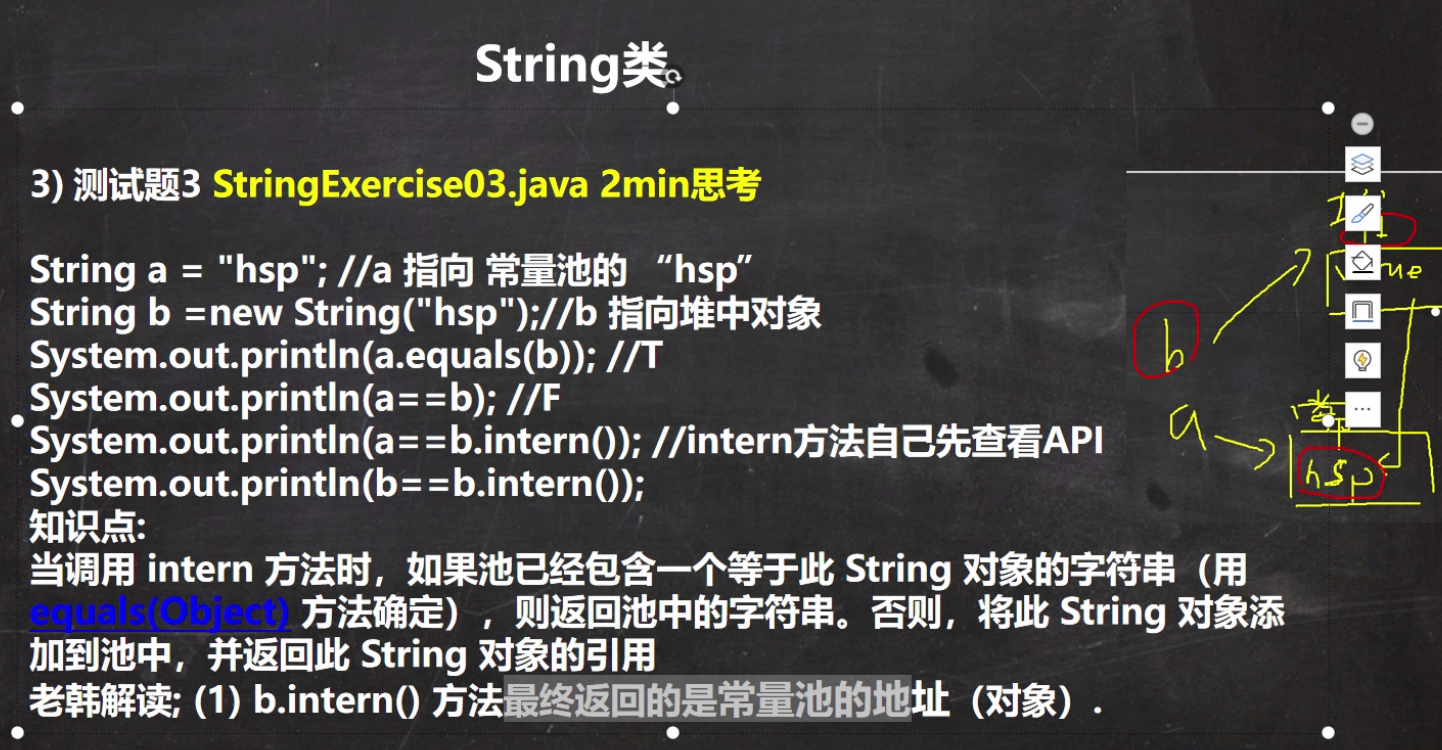 String类
3) 测试题3 StringExercise03.java 2min思考
String a = "hsp"; //a 指向 常量池的 “hsp”
String b =new String("hsp");//b 指向堆中对象
System.out.println(a.equals(b)); //T
System.out.println(a==b); //F
System.out.println(a==b.intern()); //intern方法自己先查看API
System.out.println(b==b.intern());
知识点:
当调用 intern 方法时，如果池已经包含一个等于此 String 对象的字符串（用
equals(Object) 方法确定），则返回池中的字符串。否则，将此 String 对象添
加到池中，并返回此 String 对象的引用
老韩解读; (1) b.intern() 方法最终返回的是常量池的地址（对象）.
b
a
hsp